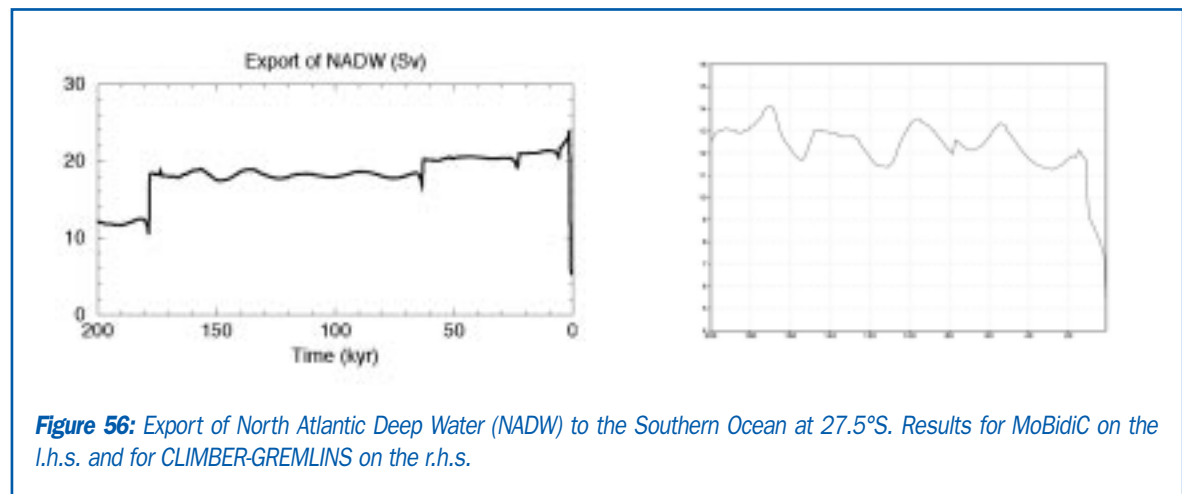 Export of NADW (Sv)
30
20
10
0
200 150 100 50 0
Time (kyr)
Figure 56: Export of North Atlantic Deep Water (NADW) to the Southern Ocean at 27.5°S. Results for MoBidiC on the
l.h.s. and for CLIMBER-GREMLINS on the r.h.s.